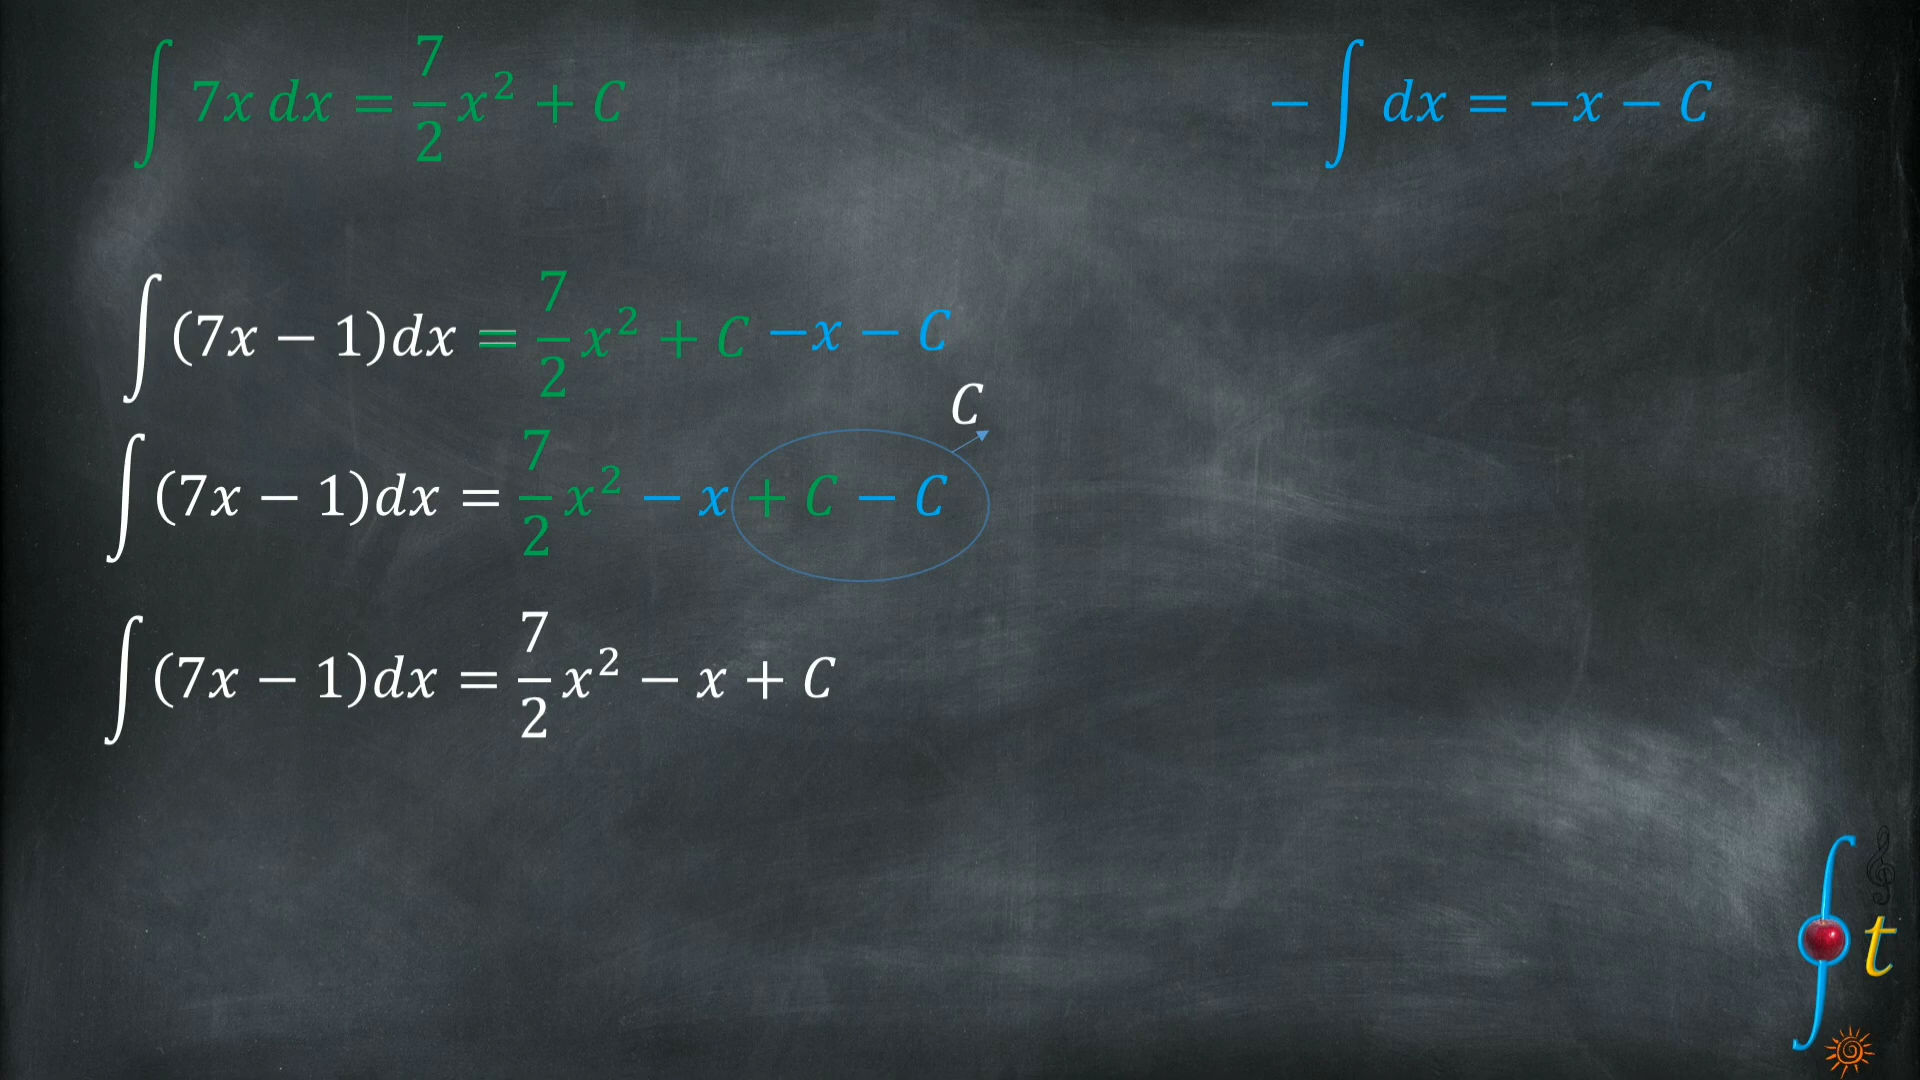 ∫ 7x dx = 7/2 x² + C
− ∫ dx = −x − C
∫ (7x − 1)dx = 7/2 x² + C −x − C
C
∫ (7x − 1)dx = 7/2 x² − x + C − C
∫ (7x − 1)dx = 7/2 x² − x + C
∮ t